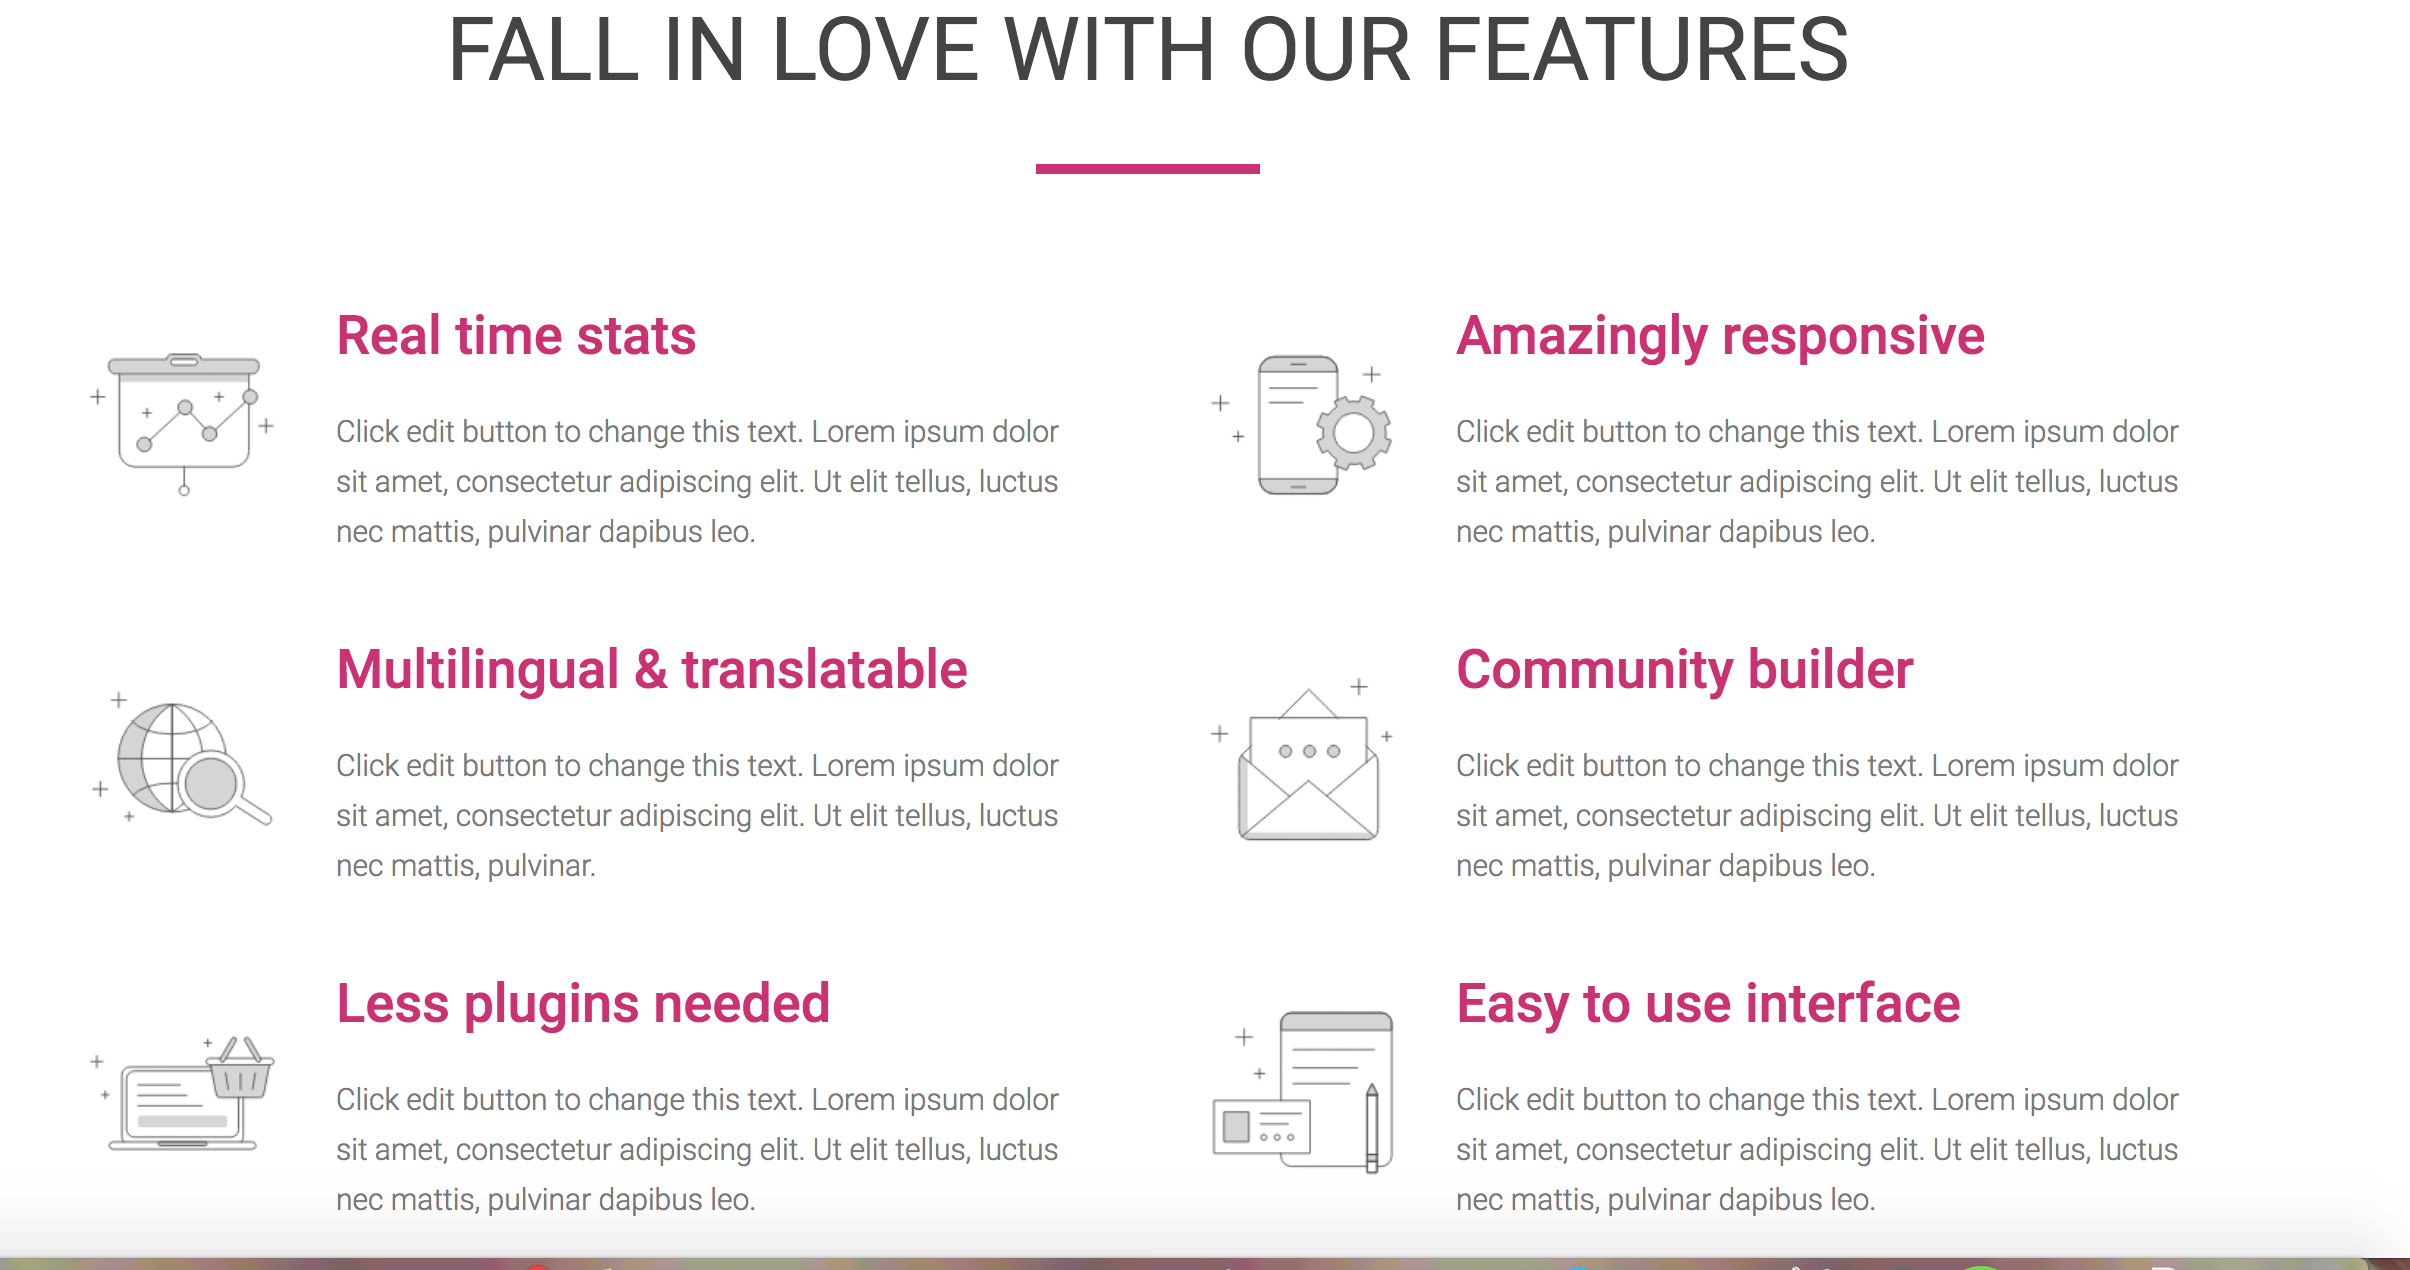 FALL IN LOVE WITH OUR FEATURES
Real time stats
Click edit button to change this text. Lorem ipsum dolor
sit amet, consectetur adipiscing elit. Ut elit tellus, luctus
nec mattis, pulvinar dapibus leo.
Amazingly responsive
Click edit button to change this text. Lorem ipsum dolor
sit amet, consectetur adipiscing elit. Ut elit tellus, luctus
nec mattis, pulvinar dapibus leo.
Multilingual & translatable
Click edit button to change this text. Lorem ipsum dolor
sit amet, consectetur adipiscing elit. Ut elit tellus, luctus
nec mattis, pulvinar.
Community builder
Click edit button to change this text. Lorem ipsum dolor
sit amet, consectetur adipiscing elit. Ut elit tellus, luctus
nec mattis, pulvinar dapibus leo.
Less plugins needed
Click edit button to change this text. Lorem ipsum dolor
sit amet, consectetur adipiscing elit. Ut elit tellus, luctus
nec mattis, pulvinar dapibus leo.
Easy to use interface
Click edit button to change this text. Lorem ipsum dolor
sit amet, consectetur adipiscing elit. Ut elit tellus, luctus
nec mattis, pulvinar dapibus leo.